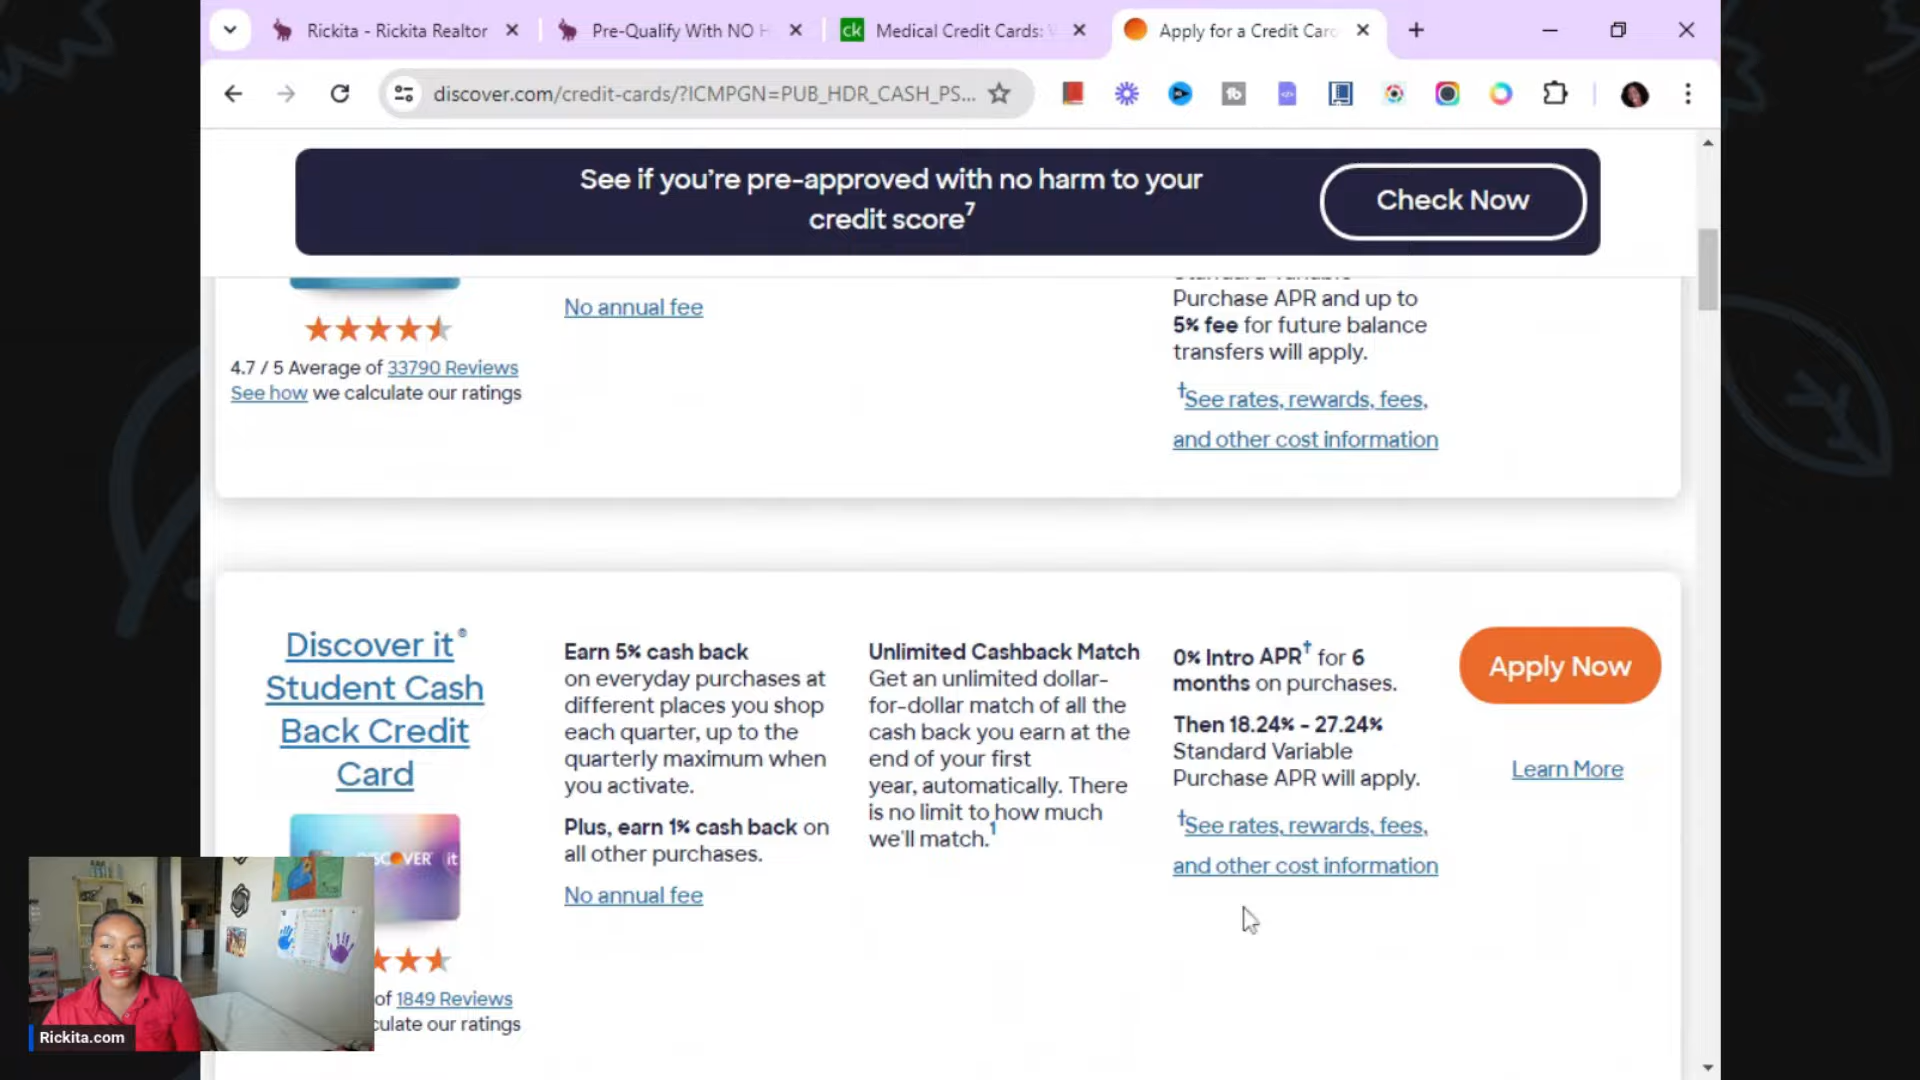 Rickita - Rickita Realtor
Pre-Qualify With NO H
ck
Medical Credit Cards:
Apply for a Credit Card
discover.com/credit-cards/?ICMPGN=PUB_HDR_CASH_PS...
See if you're pre-approved with no harm to your
credit score7
Check Now
No annual fee
4.7 / 5 Average of 33790 Reviews
See how we calculate our ratings
Purchase APR and up to
5% fee for future balance
transfers will apply.
†See rates, rewards, fees,
and other cost information
Discover it®
Student Cash
Back Credit
Card
DISCOVER it
of 1849 Reviews
culate our ratings
Earn 5% cash back
on everyday purchases at
different places you shop
each quarter, up to the
quarterly maximum when
you activate.
Plus, earn 1% cash back on
all other purchases.
No annual fee
Unlimited Cashback Match
Get an unlimited dollar-
for-dollar match of all the
cash back you earn at the
end of your first
year, automatically. There
is no limit to how much
we'll match.1
0% Intro APR† for 6
months on purchases.
Then 18.24% - 27.24%
Standard Variable
Purchase APR will apply.
†See rates, rewards, fees,
and other cost information
Apply Now
Learn More
Rickita.com